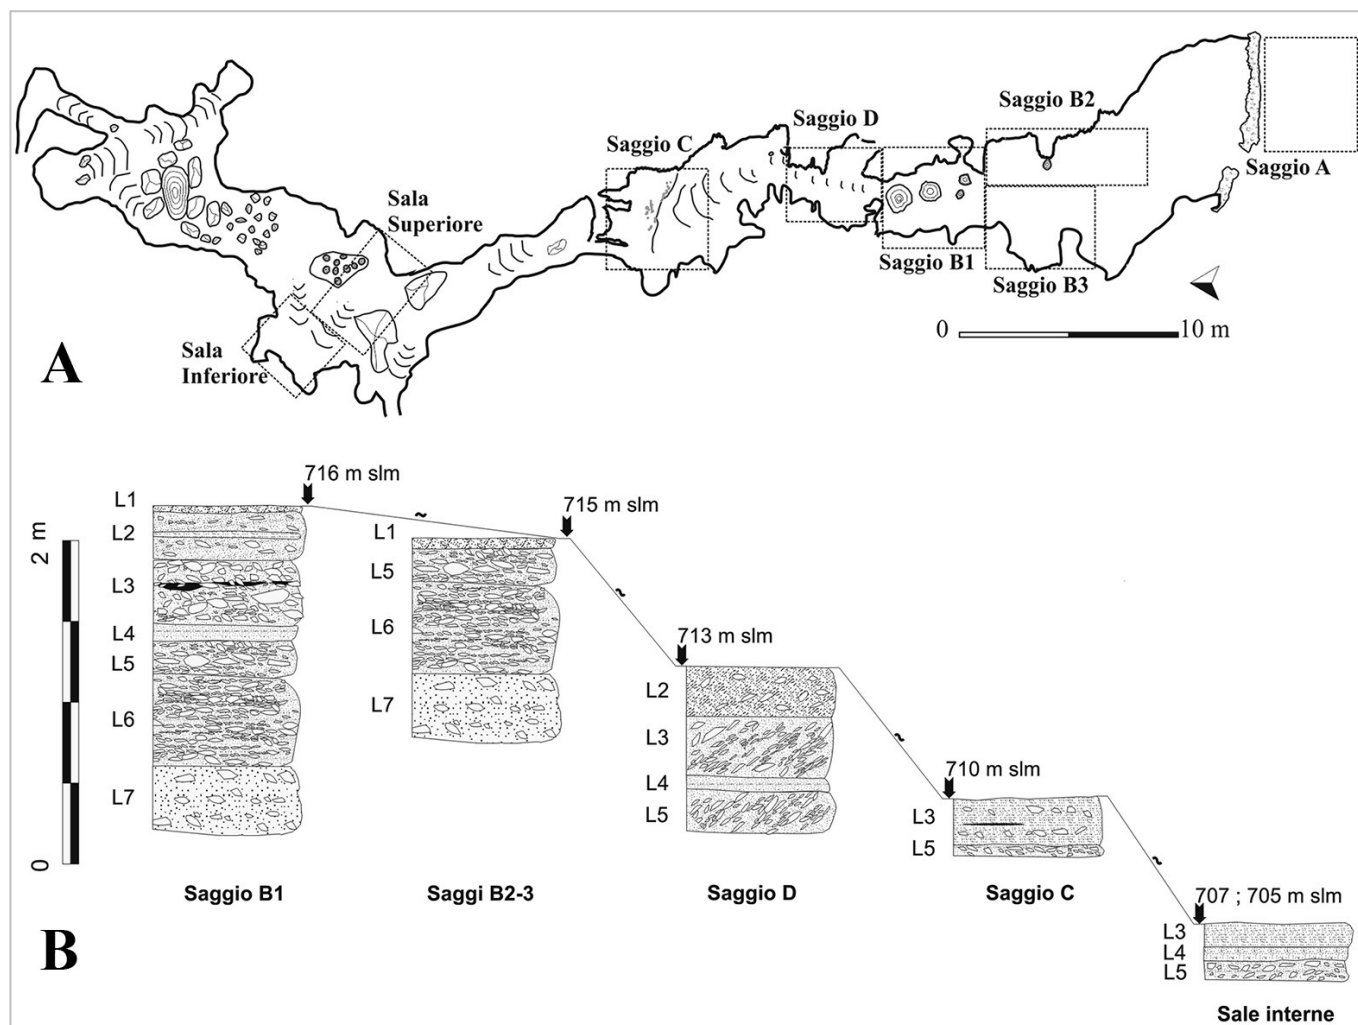 Saggio B2
Saggio D
Saggio C
Saggio A
Sala
Superiore
Saggio B1
Saggio B3
0 10 m
Sala
Inferiore
A
716 m slm
L1
715 m slm
L2
L1
2 m
L3
L5
L4
L6
L5
713 m slm
L2
L6
L7
L3
710 m slm
L7
L4
L3
L5
L5
0
Saggio B1
Saggi B2-3
Saggio D
Saggio C
707 ; 705 m slm
B
L3
L4
L5
Sale interne